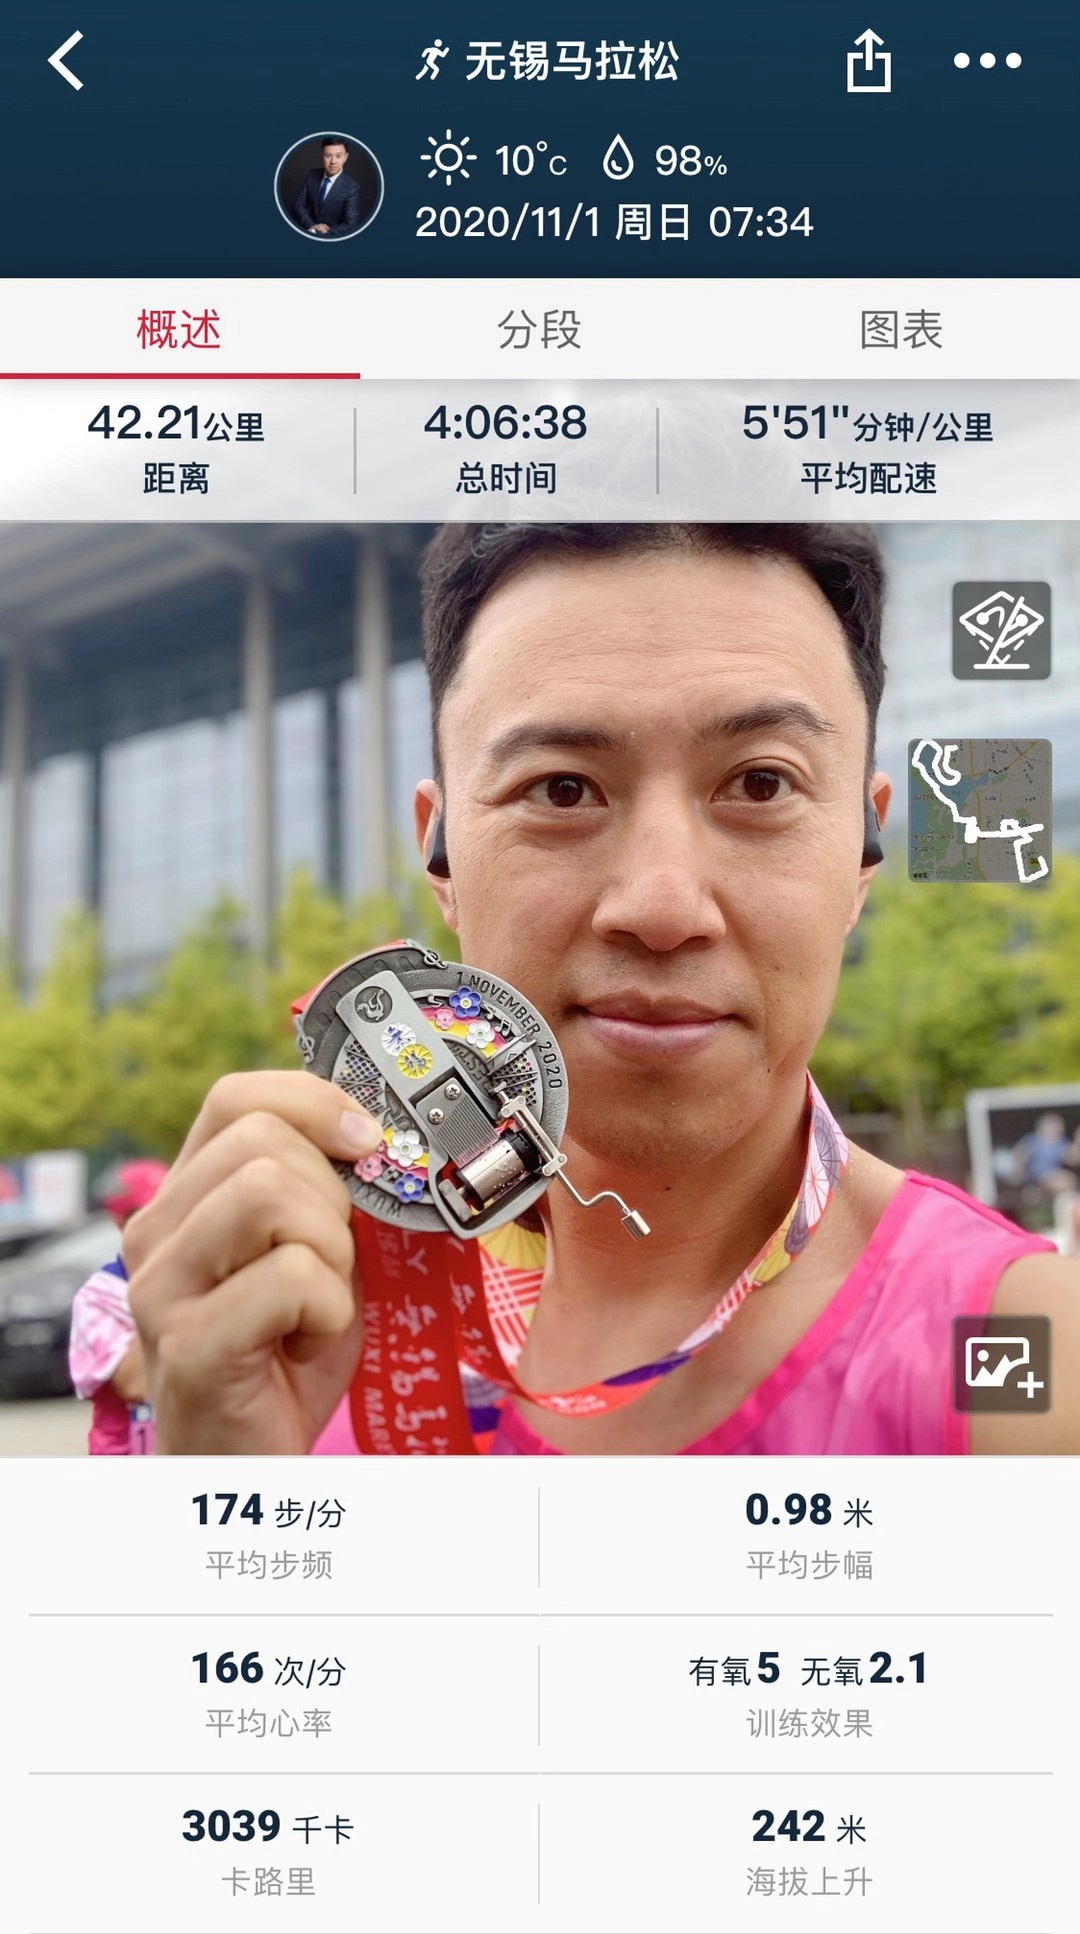 无锡马拉松
10°C 98%
2020/11/1 周日 07:34
概述 分段 图表
42.21公里 4:06:38 5'51"分钟/公里
距离 总时间 平均配速
1 NOVEMBER 2020
WUXI
WUXI MAR
174 步/分 0.98 米
平均步频 平均步幅
166 次/分 有氧5 无氧2.1
平均心率 训练效果
3039 千卡 242 米
卡路里 海拔上升